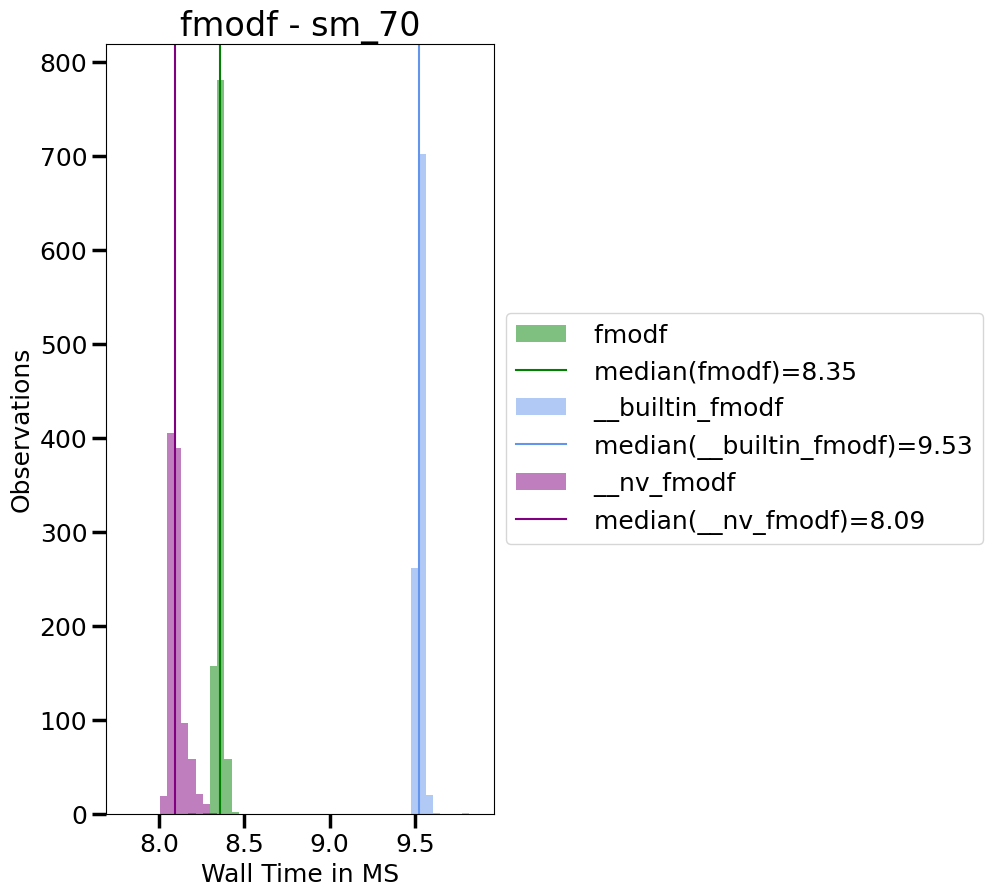 fmodf - sm_70
800
700
600
500
400
300
200
100
0
Observations
8.0 8.5 9.0 9.5
Wall Time in MS
fmodf
median(fmodf)=8.35
__builtin_fmodf
median(__builtin_fmodf)=9.53
__nv_fmodf
median(__nv_fmodf)=8.09